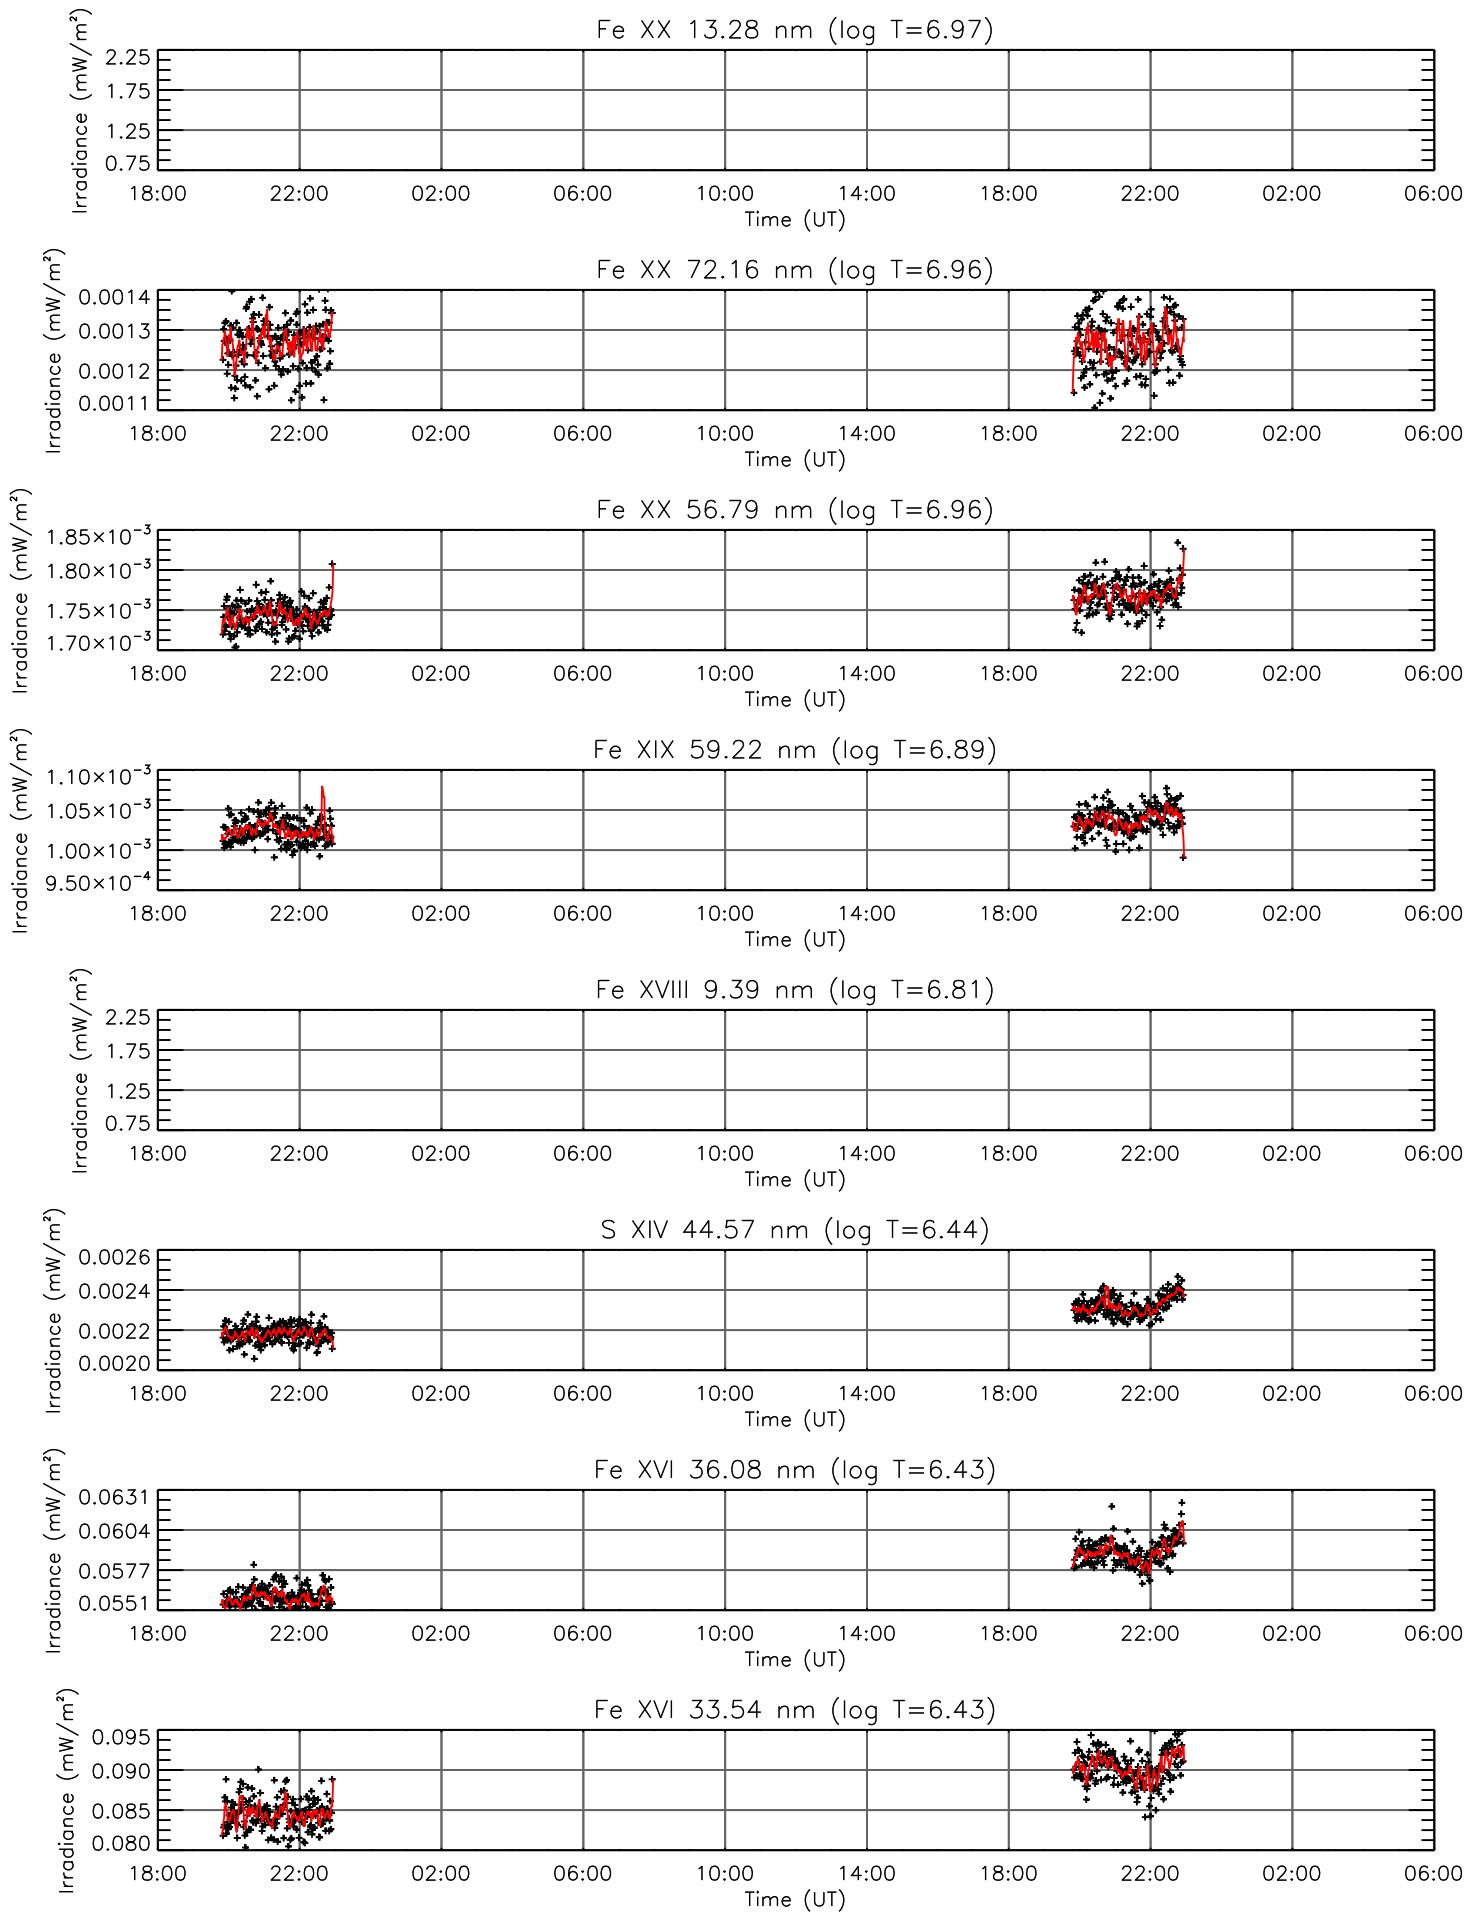 Fe XX 13.28 nm (log T=6.97)
Irradiance (mW/m²)
2.25
1.75
1.25
0.75
18:00 22:00 02:00 06:00 10:00 14:00 18:00 22:00 02:00 06:00
Time (UT)
Fe XX 72.16 nm (log T=6.96)
Irradiance (mW/m²)
0.0014
0.0013
0.0012
0.0011
18:00 22:00 02:00 06:00 10:00 14:00 18:00 22:00 02:00 06:00
Time (UT)
Fe XX 56.79 nm (log T=6.96)
Irradiance (mW/m²)
1.85×10⁻³
1.80×10⁻³
1.75×10⁻³
1.70×10⁻³
18:00 22:00 02:00 06:00 10:00 14:00 18:00 22:00 02:00 06:00
Time (UT)
Fe XIX 59.22 nm (log T=6.89)
Irradiance (mW/m²)
1.10×10⁻³
1.05×10⁻³
1.00×10⁻³
9.50×10⁻⁴
18:00 22:00 02:00 06:00 10:00 14:00 18:00 22:00 02:00 06:00
Time (UT)
Fe XVIII 9.39 nm (log T=6.81)
Irradiance (mW/m²)
2.25
1.75
1.25
0.75
18:00 22:00 02:00 06:00 10:00 14:00 18:00 22:00 02:00 06:00
Time (UT)
S XIV 44.57 nm (log T=6.44)
Irradiance (mW/m²)
0.0026
0.0024
0.0022
0.0020
18:00 22:00 02:00 06:00 10:00 14:00 18:00 22:00 02:00 06:00
Time (UT)
Fe XVI 36.08 nm (log T=6.43)
Irradiance (mW/m²)
0.0631
0.0604
0.0577
0.0551
18:00 22:00 02:00 06:00 10:00 14:00 18:00 22:00 02:00 06:00
Time (UT)
Fe XVI 33.54 nm (log T=6.43)
Irradiance (mW/m²)
0.095
0.090
0.085
0.080
18:00 22:00 02:00 06:00 10:00 14:00 18:00 22:00 02:00 06:00
Time (UT)